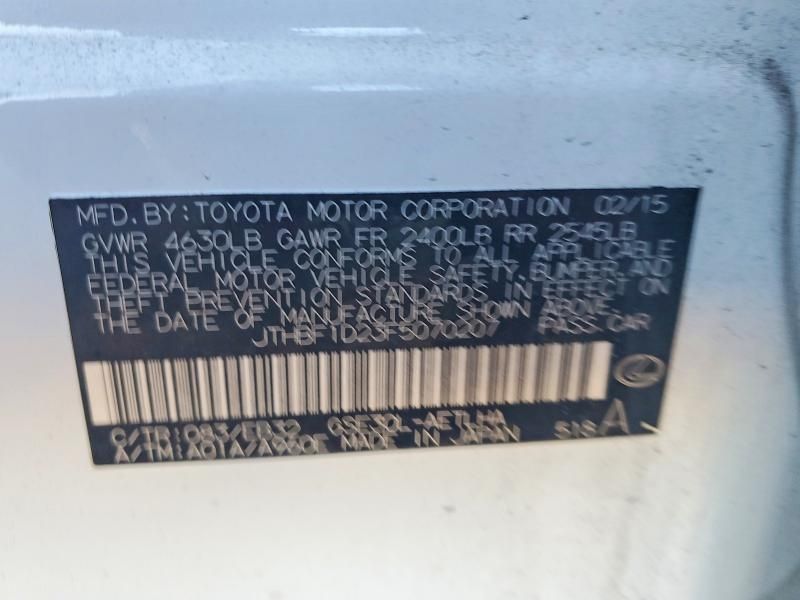 MFD. BY: TOYOTA MOTOR CORPORATION 02/15
GVWR 4630LB GAWR FR 2400LB RR 2545LB
THIS VEHICLE CONFORMS TO ALL APPLICABLE
FEDERAL MOTOR VEHICLE SAFETY, BUMPER, AND
THEFT PREVENTION STANDARDS IN EFFECT ON
THE DATE OF MANUFACTURE SHOWN ABOVE.
JTHBF1D23F5070207 PASS. CAR
C/TR: 083/EB32 GSE30L-AETLHA
A/TM: A01A/A960E MADE IN JAPAN 515 A